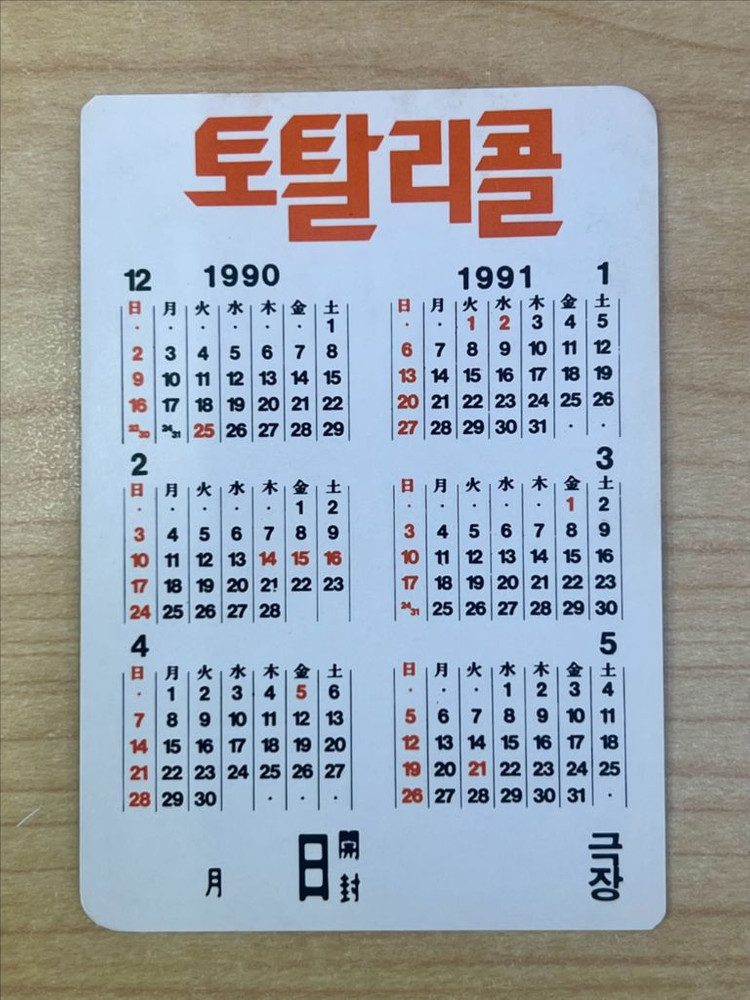 토탈리콜
12 1990
日 月 火 水 木 金 土
· · · · · · 1
2 3 4 5 6 7 8
9 10 11 12 13 14 15
16 17 18 19 20 21 22
23 30 24 31 25 26 27 28 29
1991 1
日 月 火 水 木 金 土
· · 1 2 3 4 5
6 7 8 9 10 11 12
13 14 15 16 17 18 19
20 21 22 23 24 25 26
27 28 29 30 31 · ·
2
日 月 火 水 木 金 土
· · · · · 1 2
3 4 5 6 7 8 9
10 11 12 13 14 15 16
17 18 19 20 21 22 23
24 25 26 27 28
3
日 月 火 水 木 金 土
· · · · · 1 2
3 4 5 6 7 8 9
10 11 12 13 14 15 16
17 18 19 20 21 22 23
24 31 25 26 27 28 29 30
4
日 月 火 水 木 金 土
· 1 2 3 4 5 6
7 8 9 10 11 12 13
14 15 16 17 18 19 20
21 22 23 24 25 26 27
28 29 30 · · ·
5
日 月 火 水 木 金 土
· · · 1 2 3 4
5 6 7 8 9 10 11
12 13 14 15 16 17 18
19 20 21 22 23 24 25
26 27 28 29 30 31 ·
月 日 開封 극장